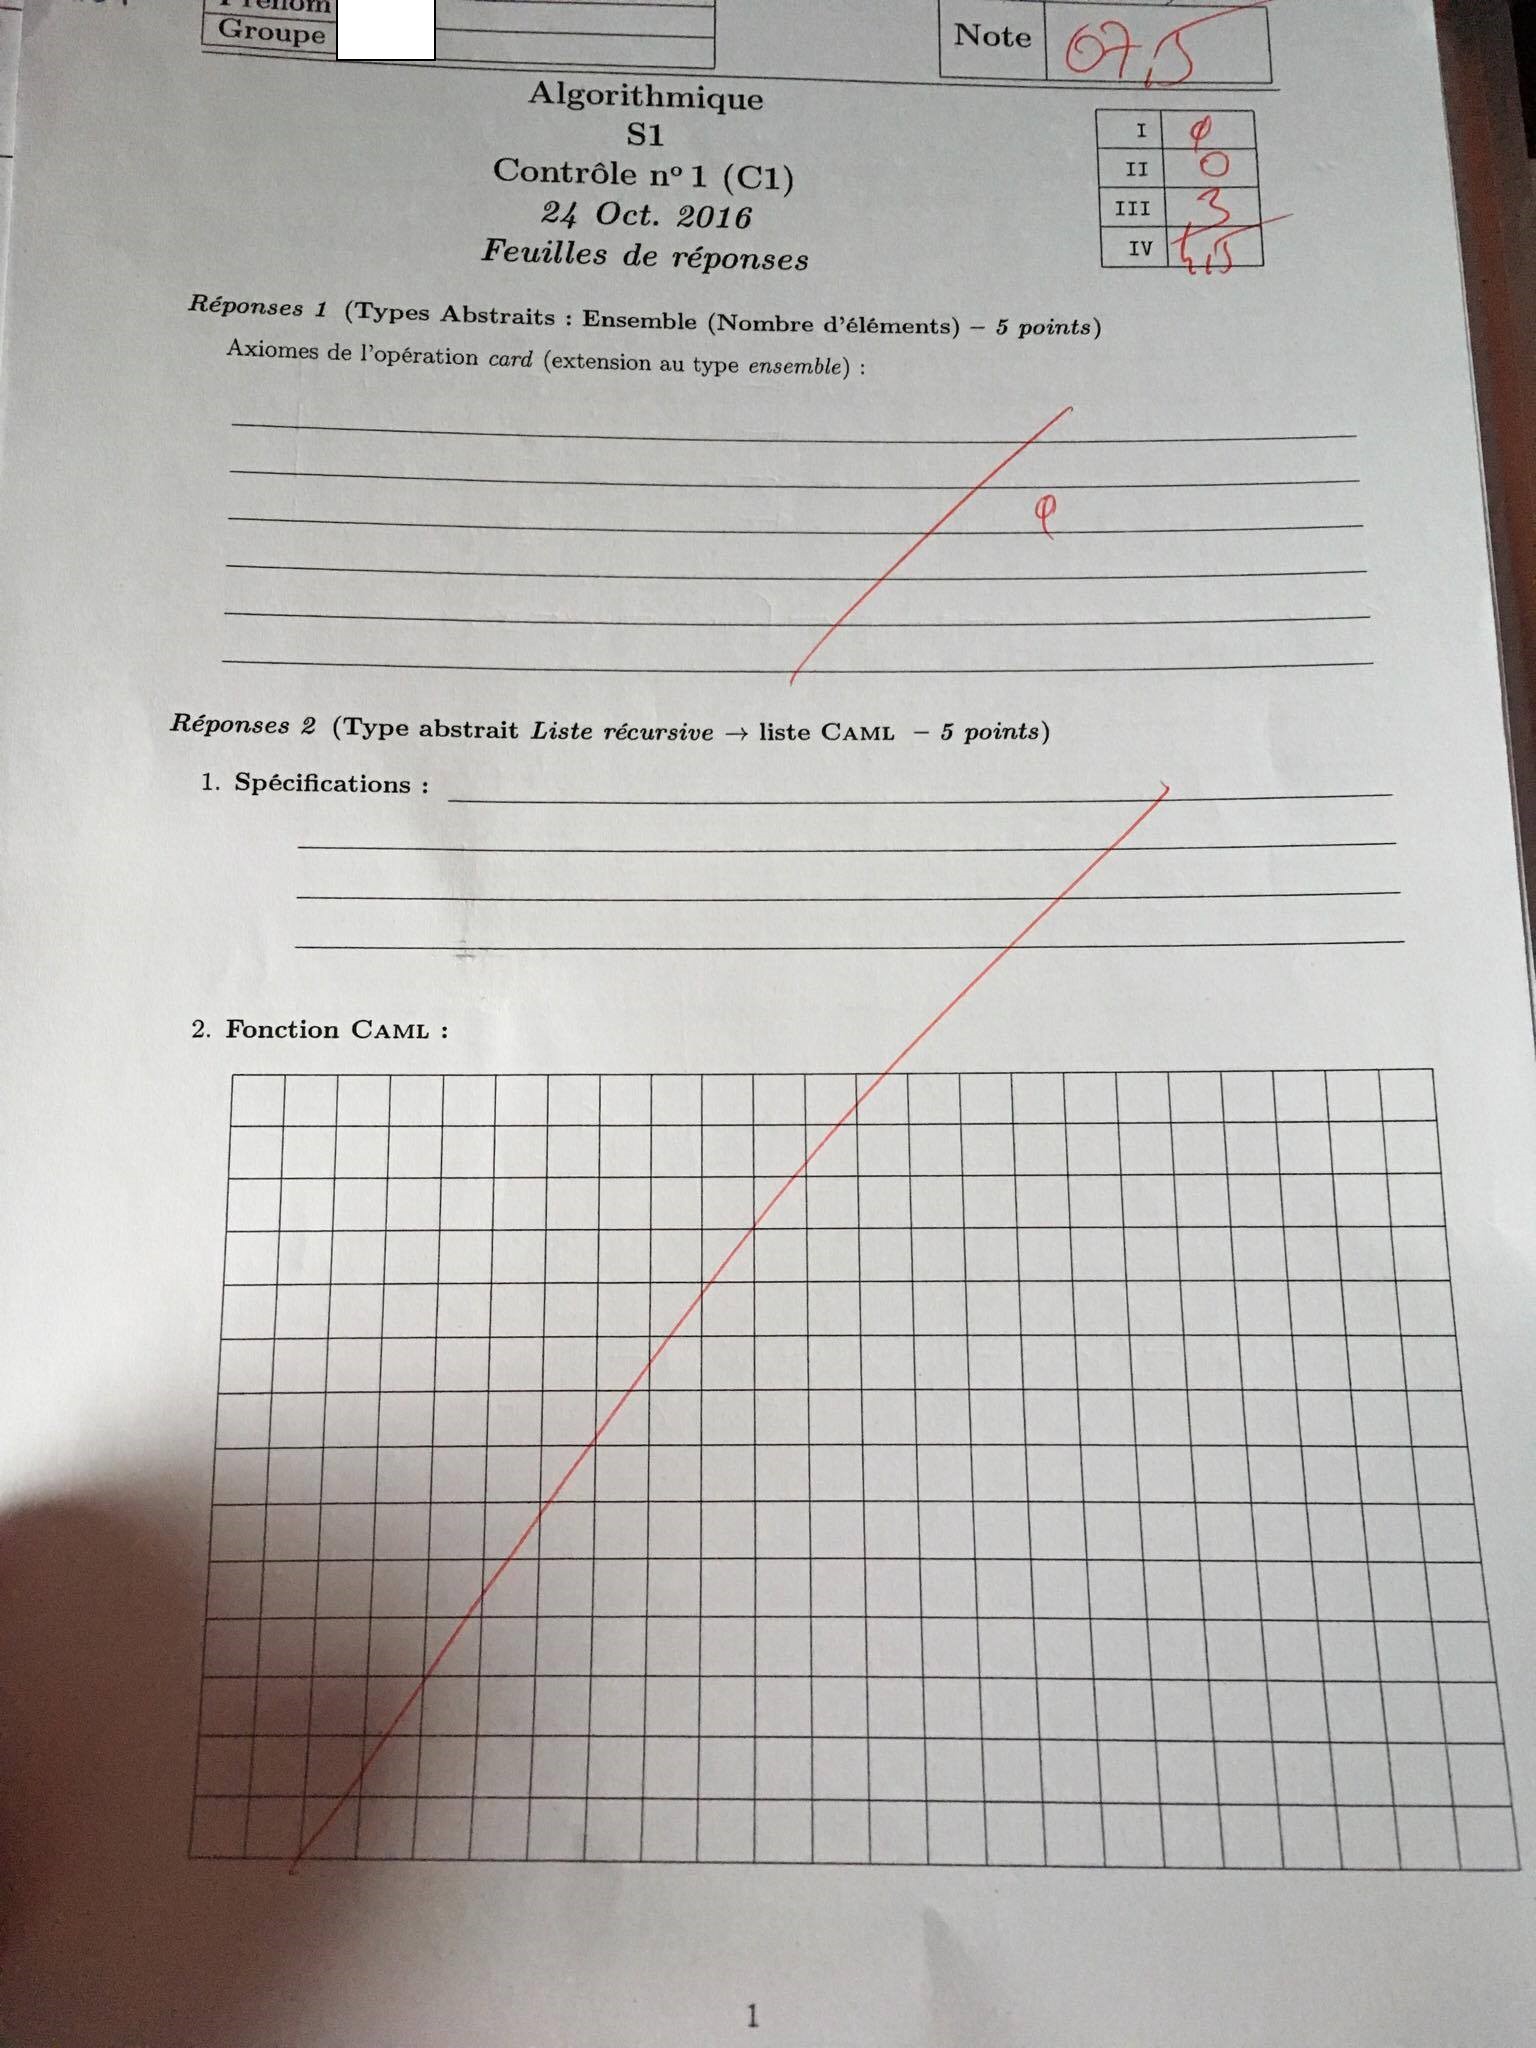 Prénom
Groupe
Note 07,5
Algorithmique
S1
Contrôle nº 1 (C1)
24 Oct. 2016
Feuilles de réponses
I φ
II 0
III 3
IV 4,5
Réponses 1 (Types Abstraits : Ensemble (Nombre d'éléments) – 5 points)
Axiomes de l'opération card (extension au type ensemble) :
φ
Réponses 2 (Type abstrait Liste récursive → liste CAML – 5 points)
1. Spécifications :
2. Fonction CAML :
1